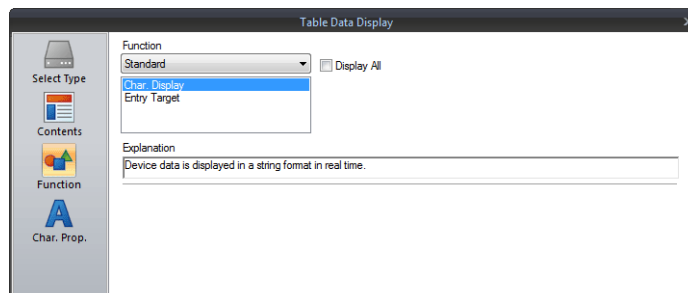 Table Data Display
Select Type
Contents
Function
Char. Prop.
Function
Standard
Display All
Char. Display
Entry Target
Explanation
Device data is displayed in a string format in real time.